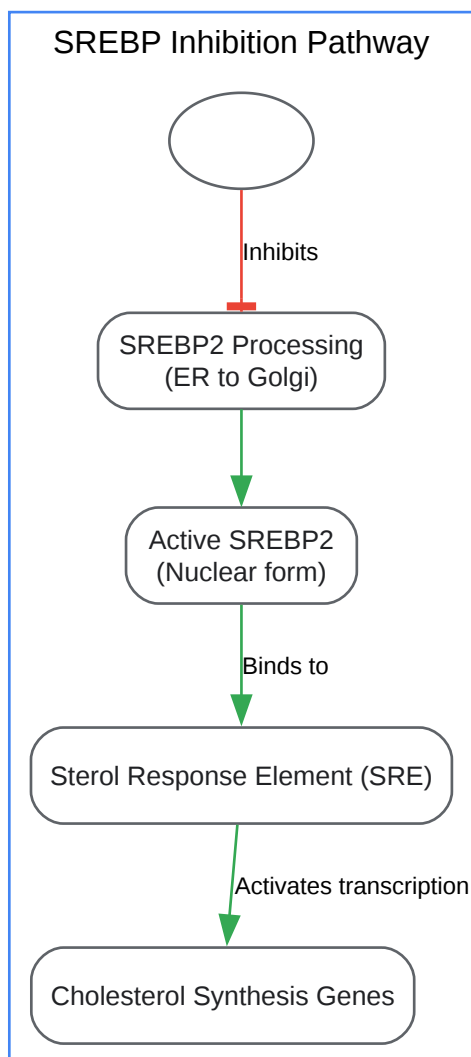 SREBP Inhibition Pathway
Inhibits
SREBP2 Processing
(ER to Golgi)
Active SREBP2
(Nuclear form)
Binds to
Sterol Response Element (SRE)
Activates transcription
Cholesterol Synthesis Genes